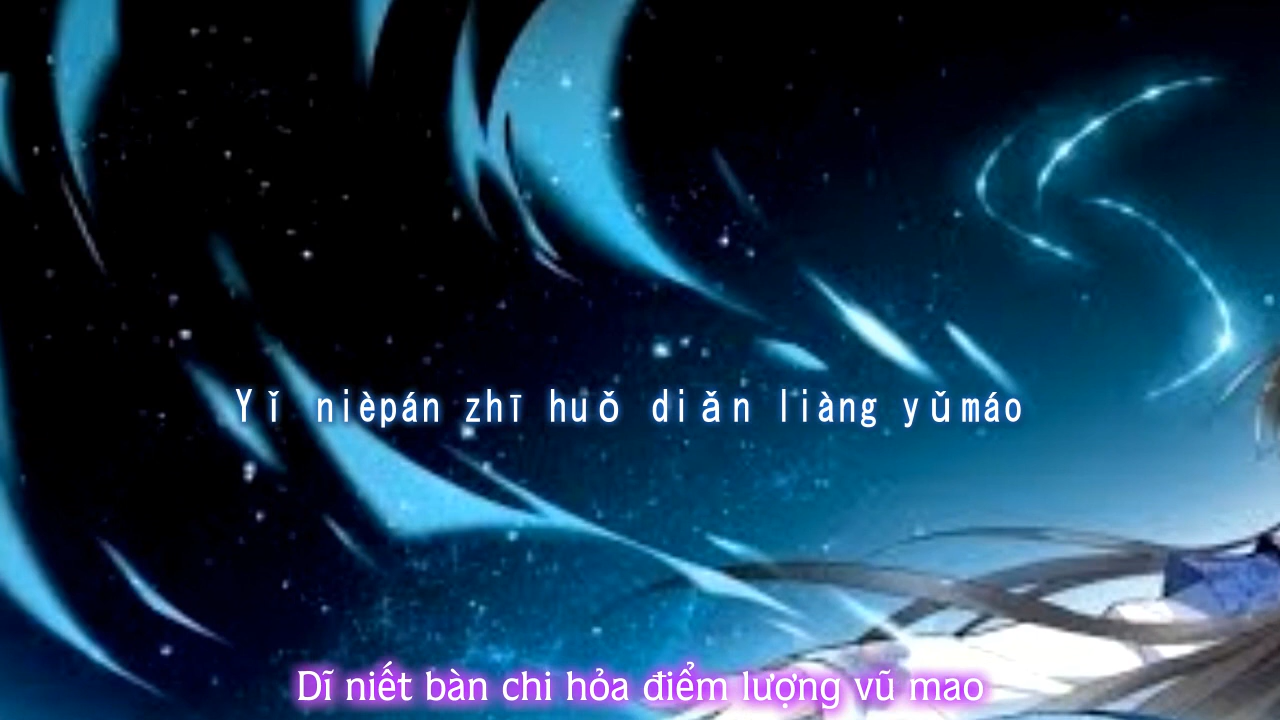 Yǐ nièpán zhī huǒ diǎn liàng yǔmáo
Dĩ niết bàn chi hỏa điểm lượng vũ mao